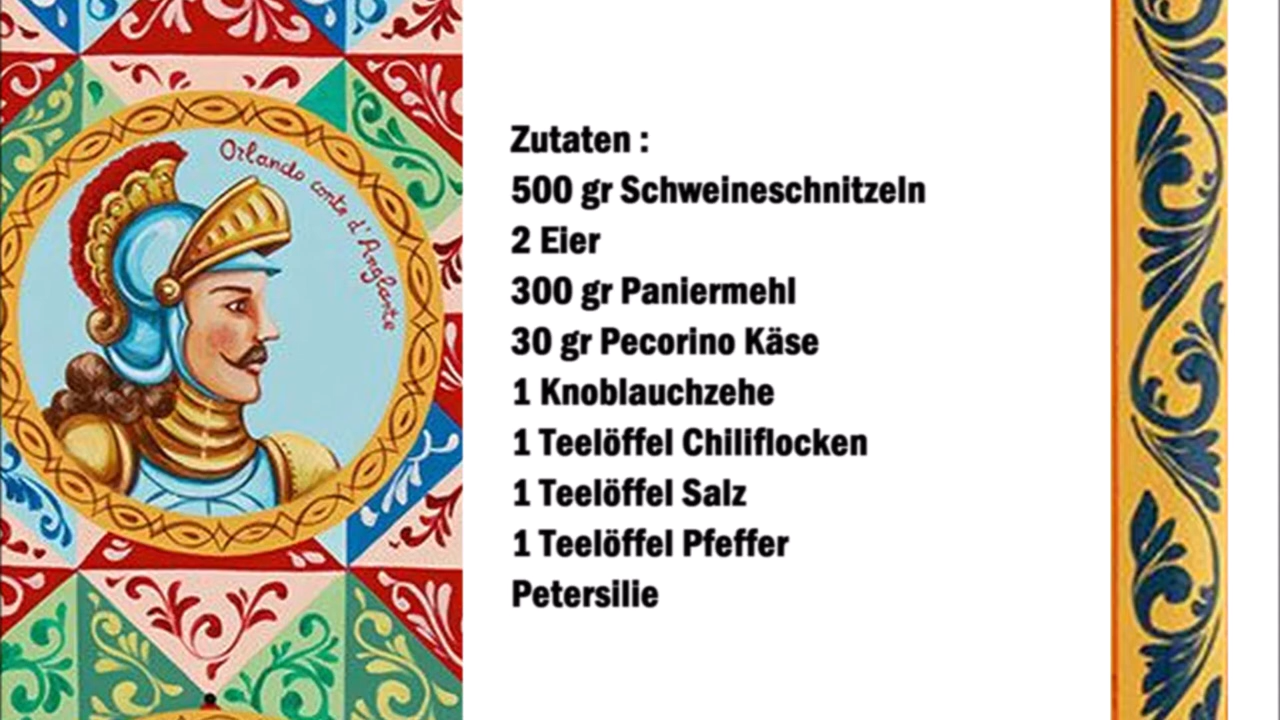 Orlando conte d'Anglante
Zutaten :
500 gr Schweineschnitzeln
2 Eier
300 gr Paniermehl
30 gr Pecorino Käse
1 Knoblauchzehe
1 Teelöffel Chiliflocken
1 Teelöffel Salz
1 Teelöffel Pfeffer
Petersilie